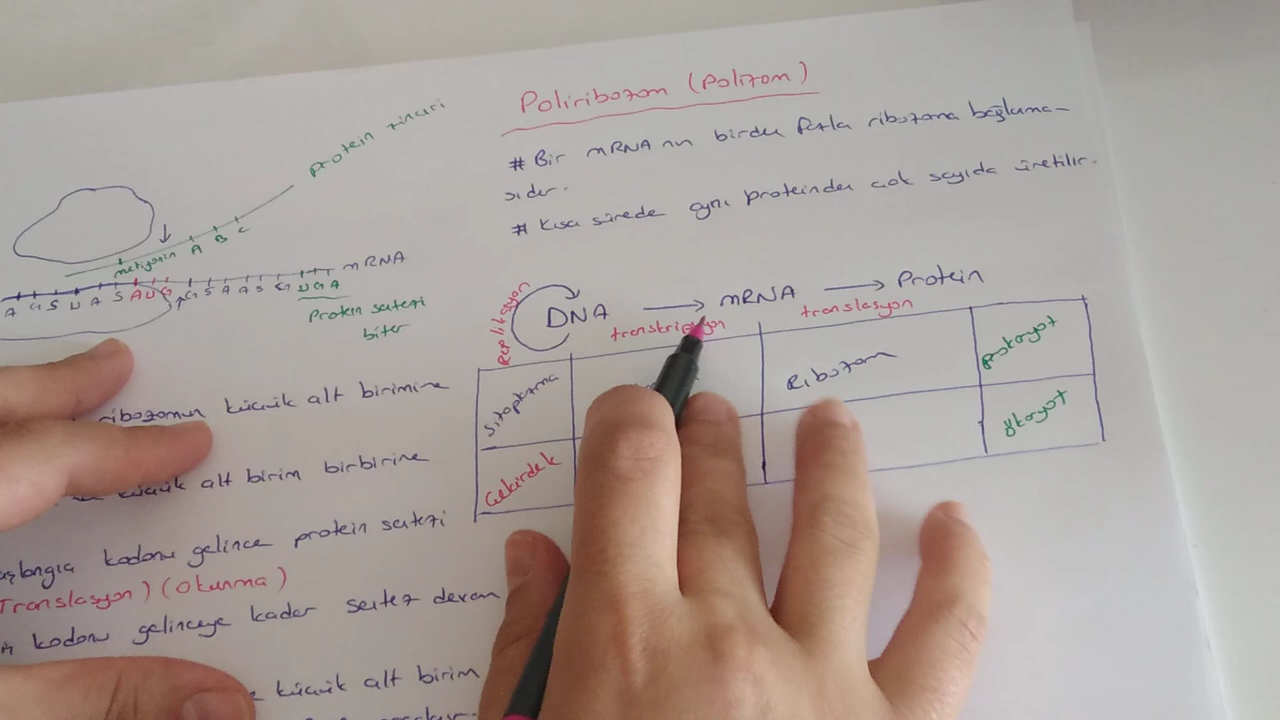 Poliribozom (Polizom)
# Bir mRNA nın birden fazla ribozoma bağlanma-
sıdır.
# Kısa sürede aynı proteinden çok sayıda üretilir.
Protein zinciri
metiyonin A B C
A G S U A S A U G G S A A S G U G A mRNA
Protein sentezi
biter
Replikasyon
DNA → mRNA → Protein
transkripsiyon translasyon
Sitoplazma Ribozom Prokaryot
Çekirdek Ökaryot
ribozomun küçük alt birimine
küçük alt birim birbirine
başlangıç kodonu gelince protein sentezi
Translasyon) (Okunma)
kodonu gelinceye kadar sentez devam
küçük alt birim